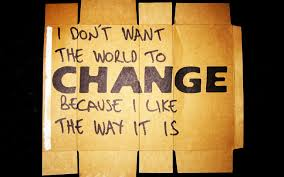 I DON'T WANT
THE WORLD TO
CHANGE
BECAUSE I LIKE
THE WAY IT IS